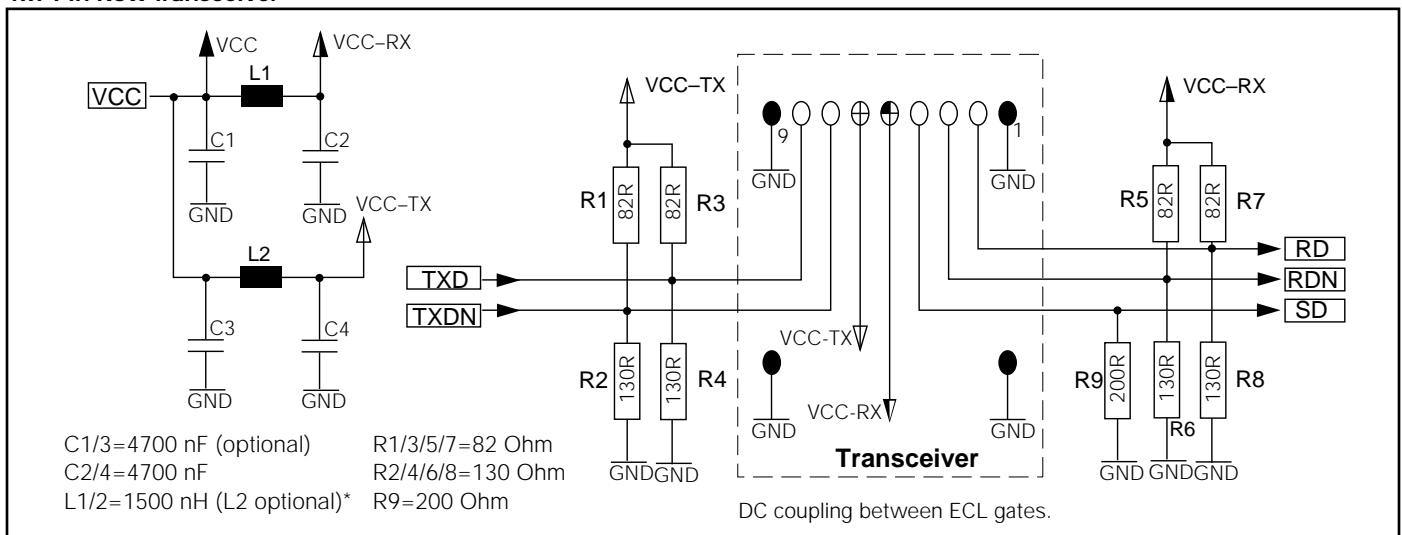 VCC
VCC–RX
L1
VCC
C1
C2
GND
GND
VCC–TX
L2
C3
C4
GND
GND
VCC–TX
R1
82R
82R
R3
TXD
TXDN
R2
130R
130R
R4
GND
GND
9
1
GND
GND
VCC-TX
VCC-RX
GND
GND
Transceiver
VCC–RX
R5
82R
82R
R7
RD
RDN
SD
R9
200R
130R
130R
R8
R6
GND
GND
GND
C1/3=4700 nF (optional)
C2/4=4700 nF
L1/2=1500 nH (L2 optional)*
R1/3/5/7=82 Ohm
R2/4/6/8=130 Ohm
R9=200 Ohm
DC coupling between ECL gates.